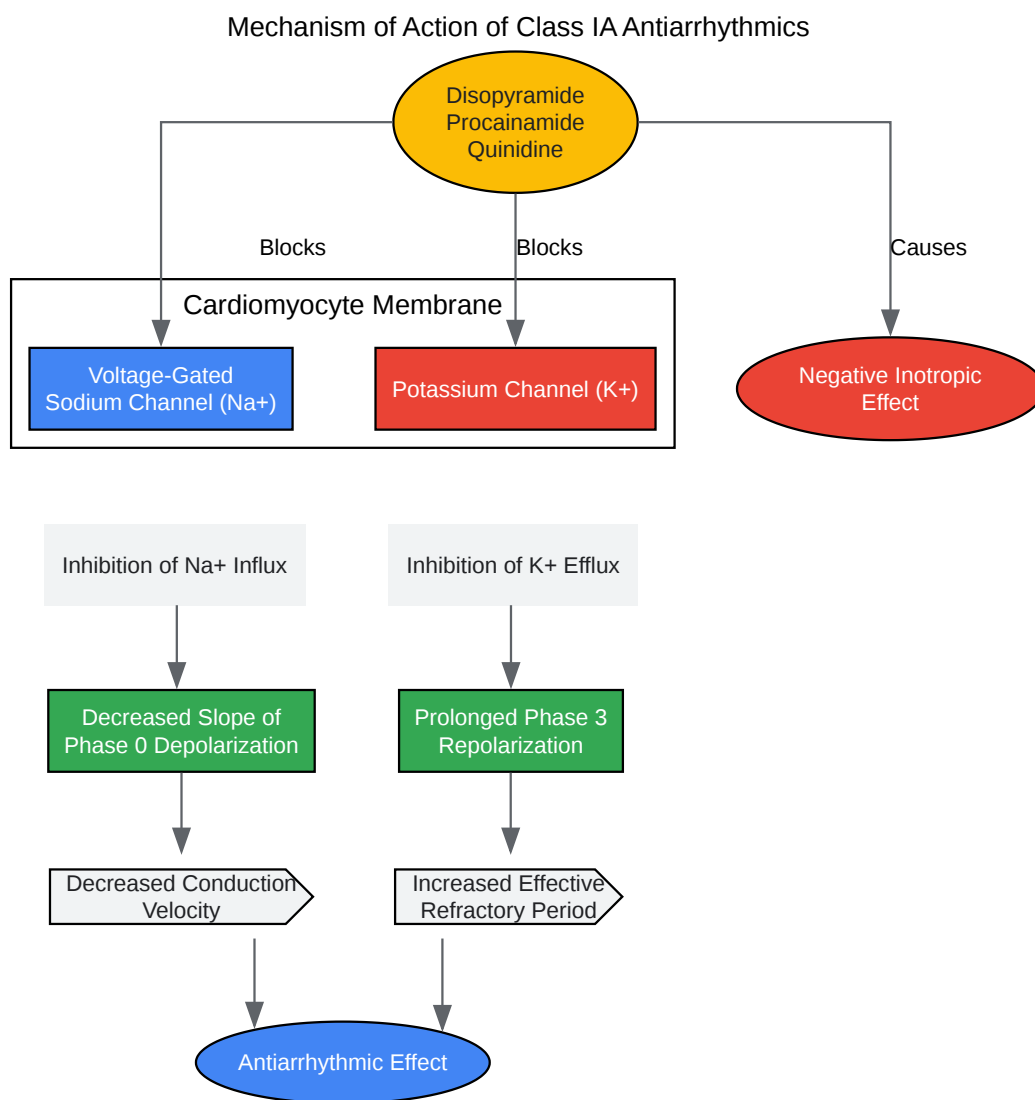 Mechanism of Action of Class IA Antiarrhythmics
Disopyramide
Procainamide
Quinidine
Blocks
Blocks
Causes
Cardiomyocyte Membrane
Voltage-Gated
Sodium Channel (Na+)
Potassium Channel (K+)
Negative Inotropic
Effect
Inhibition of Na+ Influx
Inhibition of K+ Efflux
Decreased Slope of
Phase 0 Depolarization
Prolonged Phase 3
Repolarization
Decreased Conduction
Velocity
Increased Effective
Refractory Period
Antiarrhythmic Effect